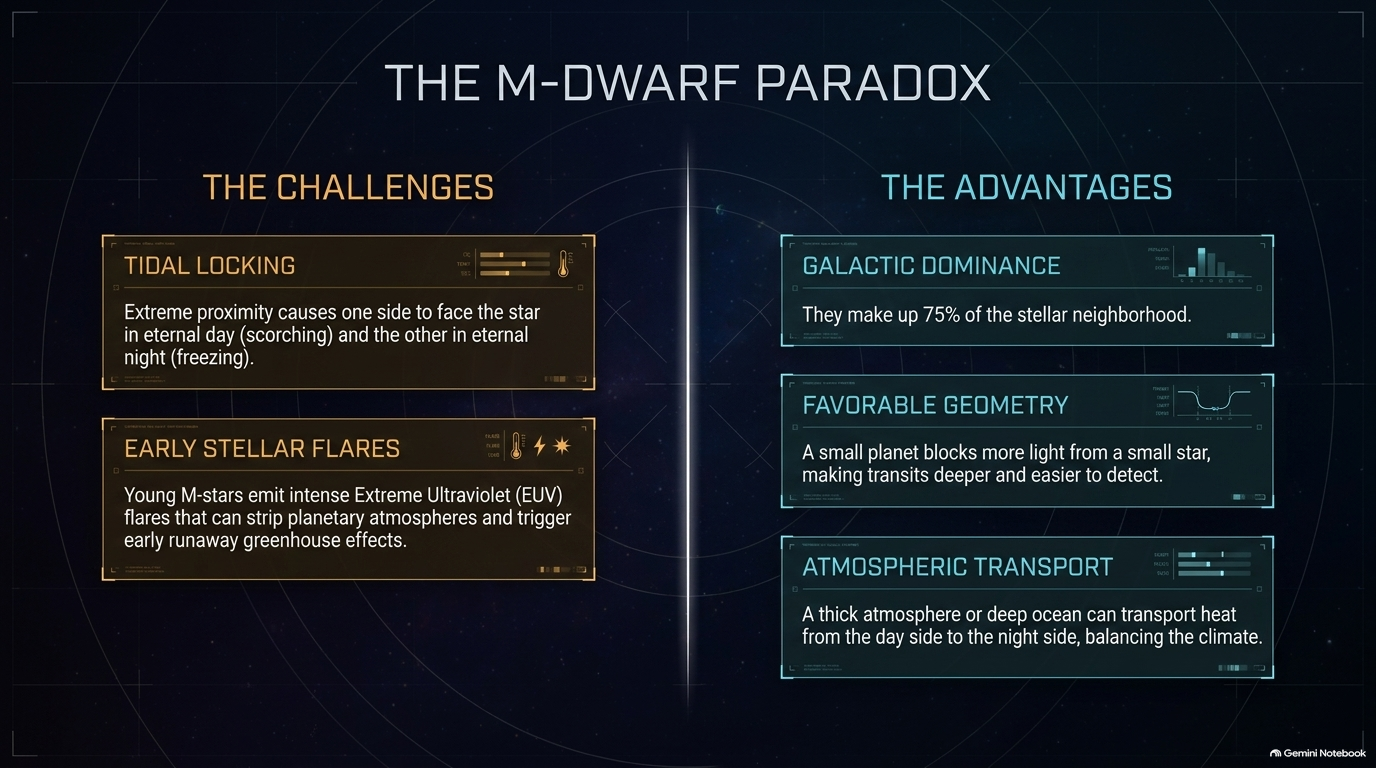 THE M-DWARF PARADOX
THE CHALLENGES
TIDAL LOCKING
Extreme proximity causes one side to face the star
in eternal day (scorching) and the other in eternal
night (freezing).
EARLY STELLAR FLARES
Young M-stars emit intense Extreme Ultraviolet (EUV)
flares that can strip planetary atmospheres and trigger
early runaway greenhouse effects.
THE ADVANTAGES
GALACTIC DOMINANCE
They make up 75% of the stellar neighborhood.
FAVORABLE GEOMETRY
A small planet blocks more light from a small star,
making transits deeper and easier to detect.
ATMOSPHERIC TRANSPORT
A thick atmosphere or deep ocean can transport heat
from the day side to the night side, balancing the climate.
Gemini Notebook